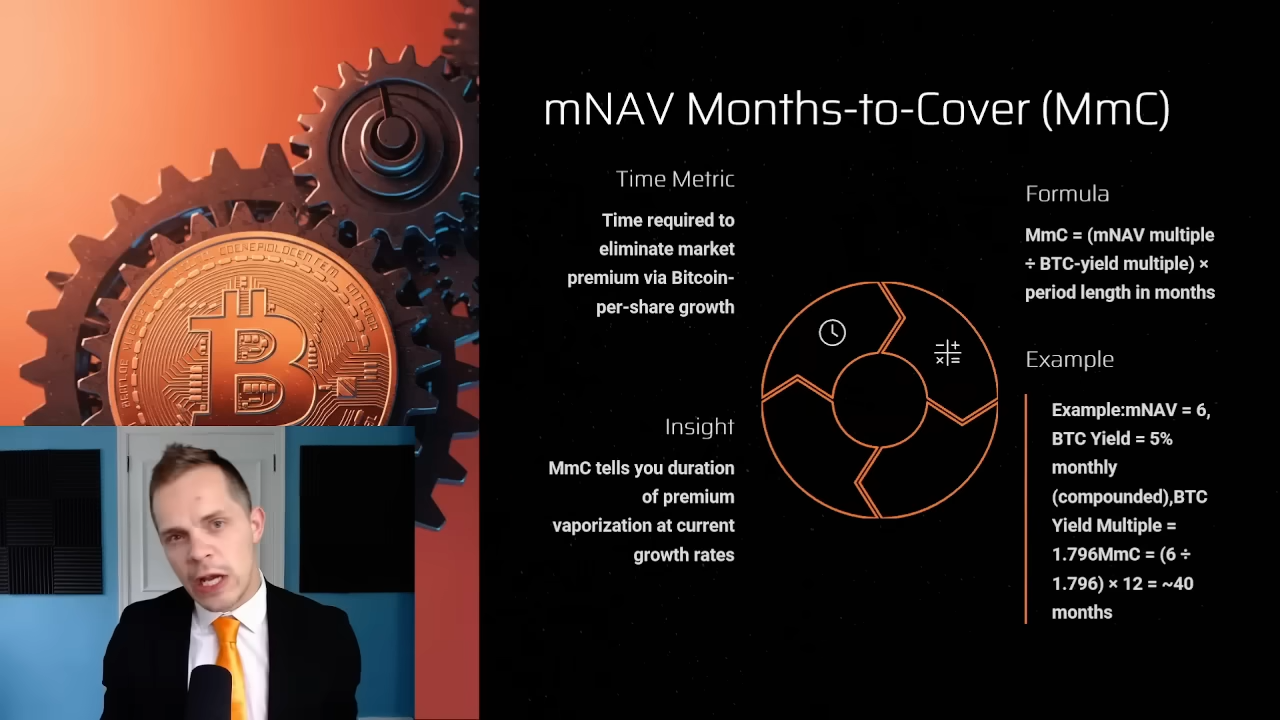 mNAV Months-to-Cover (MmC)
Time Metric
Time required to
eliminate market
premium via Bitcoin-
per-share growth
Insight
MmC tells you duration
of premium
vaporization at current
growth rates
Formula
MmC = (mNAV multiple
÷ BTC-yield multiple) ×
period length in months
Example
Example:mNAV = 6,
BTC Yield = 5%
monthly
(compounded),BTC
Yield Multiple =
1.796MmC = (6 ÷
1.796) × 12 = ~40
months